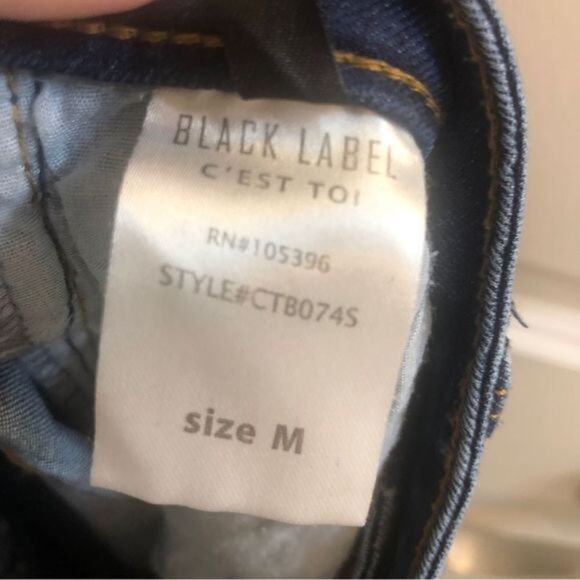 BLACK LABEL
C'EST TOI
RN#105396
STYLE#CTB074S
size M